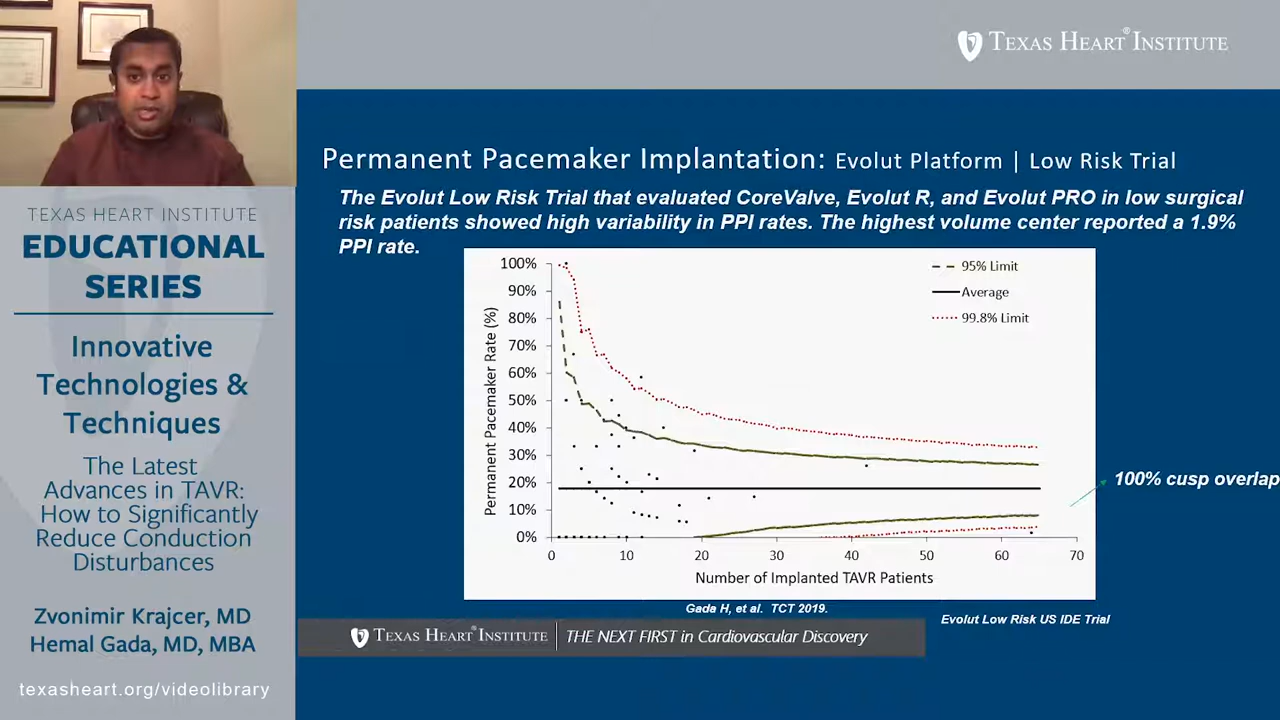 TEXAS HEART® INSTITUTE
Permanent Pacemaker Implantation: Evolut Platform | Low Risk Trial
The Evolut Low Risk Trial that evaluated CoreValve, Evolut R, and Evolut PRO in low surgical
risk patients showed high variability in PPI rates. The highest volume center reported a 1.9%
PPI rate.
TEXAS HEART INSTITUTE
EDUCATIONAL
SERIES
Innovative
Technologies &
Techniques
The Latest
Advances in TAVR:
How to Significantly
Reduce Conduction
Disturbances
Zvonimir Krajcer, MD
Hemal Gada, MD, MBA
texasheart.org/videolibrary
Permanent Pacemaker Rate (%)
100%
90%
80%
70%
60%
50%
40%
30%
20%
10%
0%
95% Limit
Average
99.8% Limit
0 10 20 30 40 50 60 70
Number of Implanted TAVR Patients
100% cusp overlap
Gada H, et al. TCT 2019.
Evolut Low Risk US IDE Trial
TEXAS HEART INSTITUTE THE NEXT FIRST in Cardiovascular Discovery